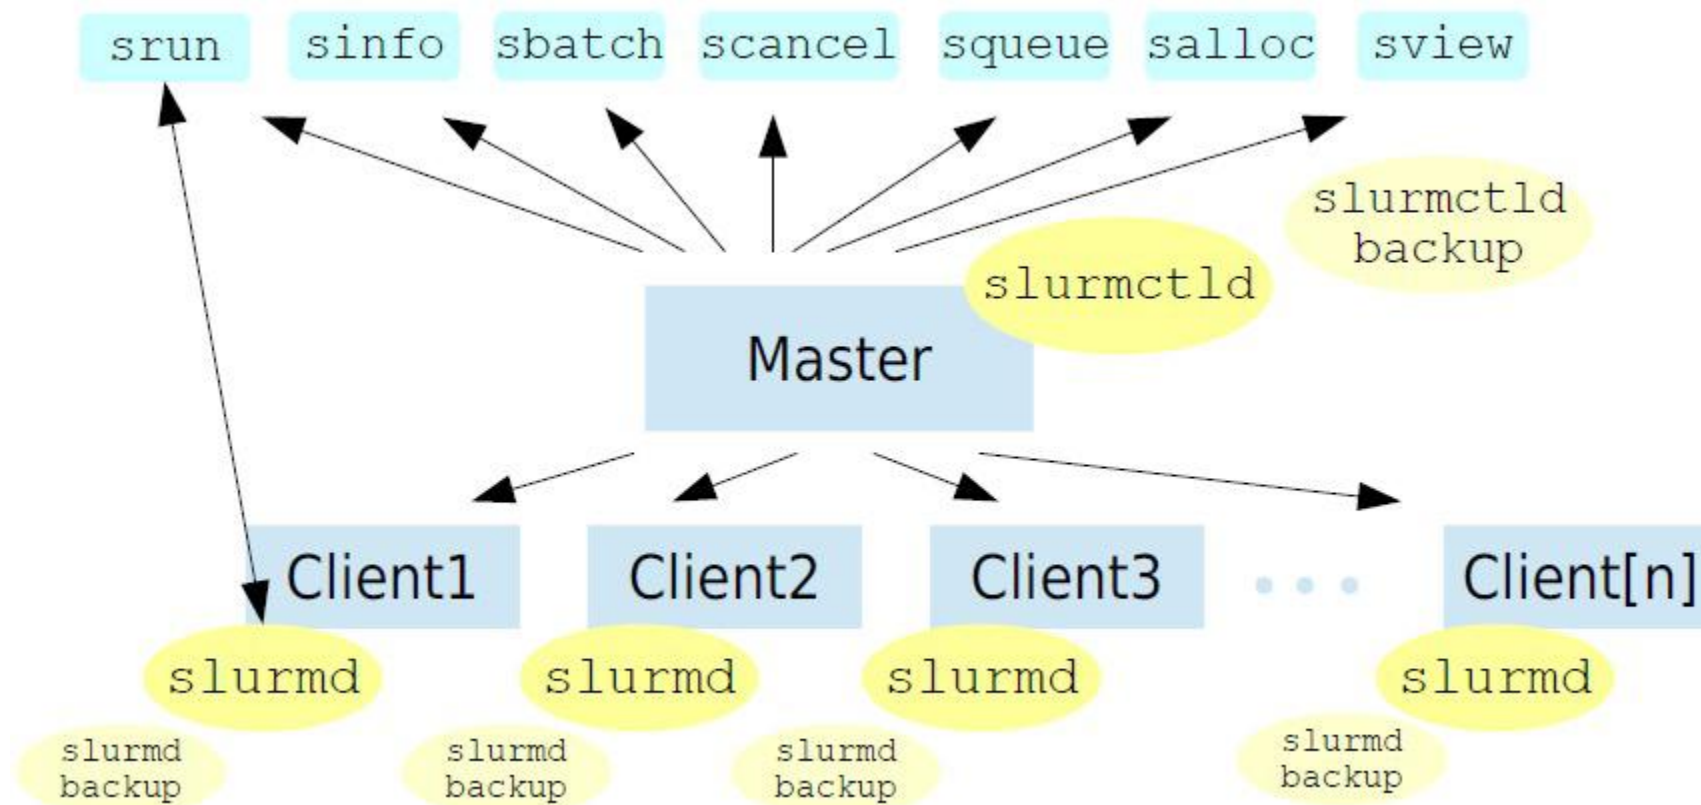 srun
sinfo
sbatch
scancel
squeue
salloc
sview
slurmctld
backup
slurmctld
Master
Client1
Client2
Client3
Client[n]
slurmd
slurmd
slurmd
slurmd
slurmd
backup
slurmd
backup
slurmd
backup
slurmd
backup